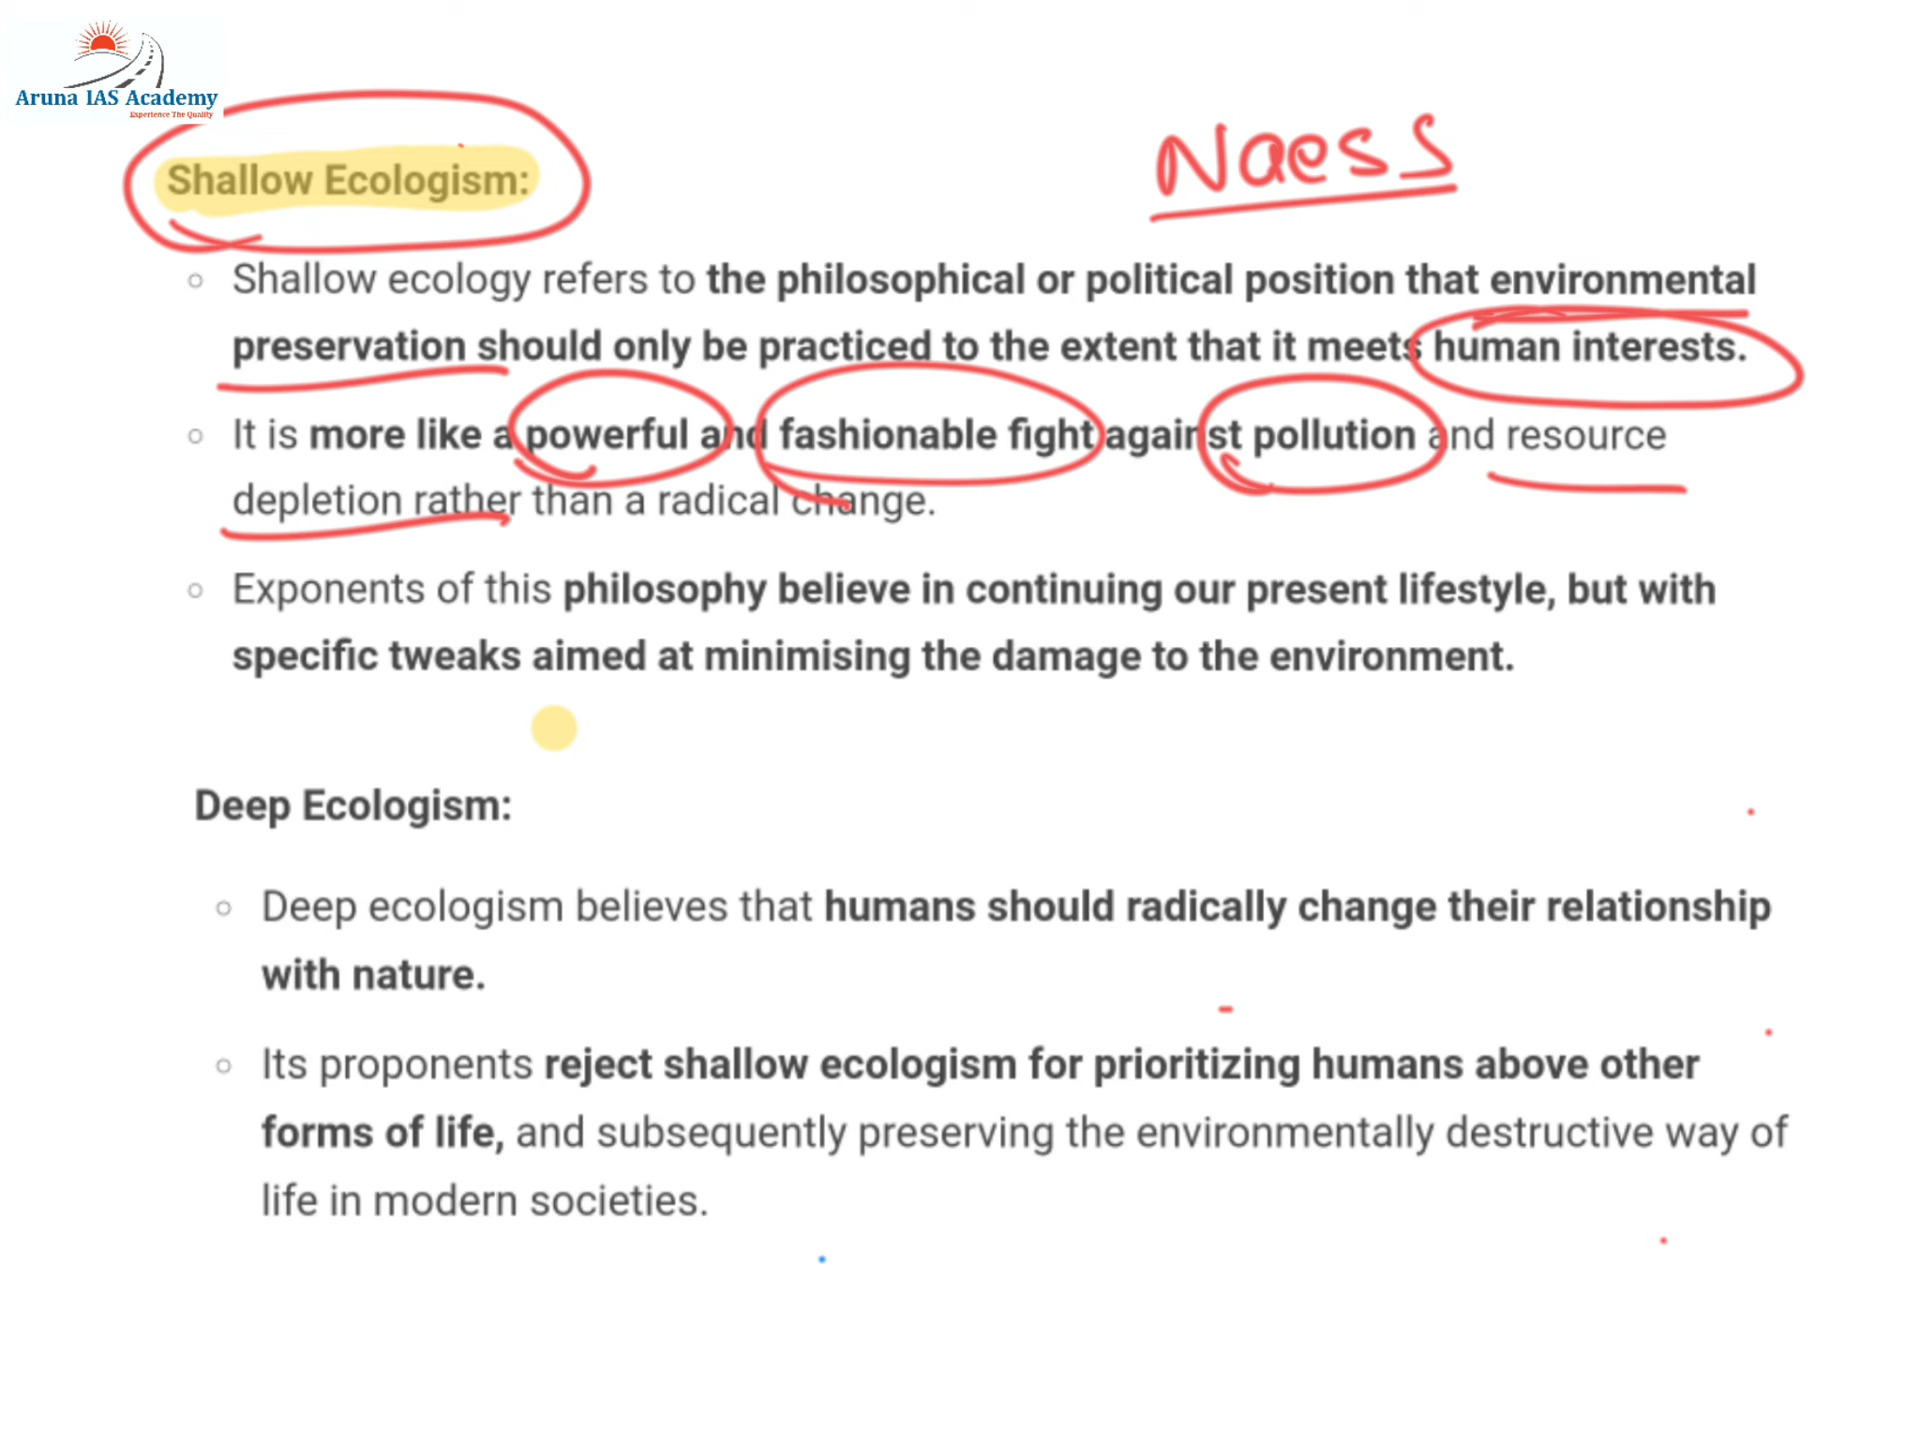 Aruna IAS Academy
Experience The Quality
Naess
Shallow Ecologism:
Shallow ecology refers to the philosophical or political position that environmental
preservation should only be practiced to the extent that it meets human interests.
It is more like a powerful and fashionable fight against pollution and resource
depletion rather than a radical change.
Exponents of this philosophy believe in continuing our present lifestyle, but with
specific tweaks aimed at minimising the damage to the environment.
Deep Ecologism:
Deep ecologism believes that humans should radically change their relationship
with nature.
Its proponents reject shallow ecologism for prioritizing humans above other
forms of life, and subsequently preserving the environmentally destructive way of
life in modern societies.